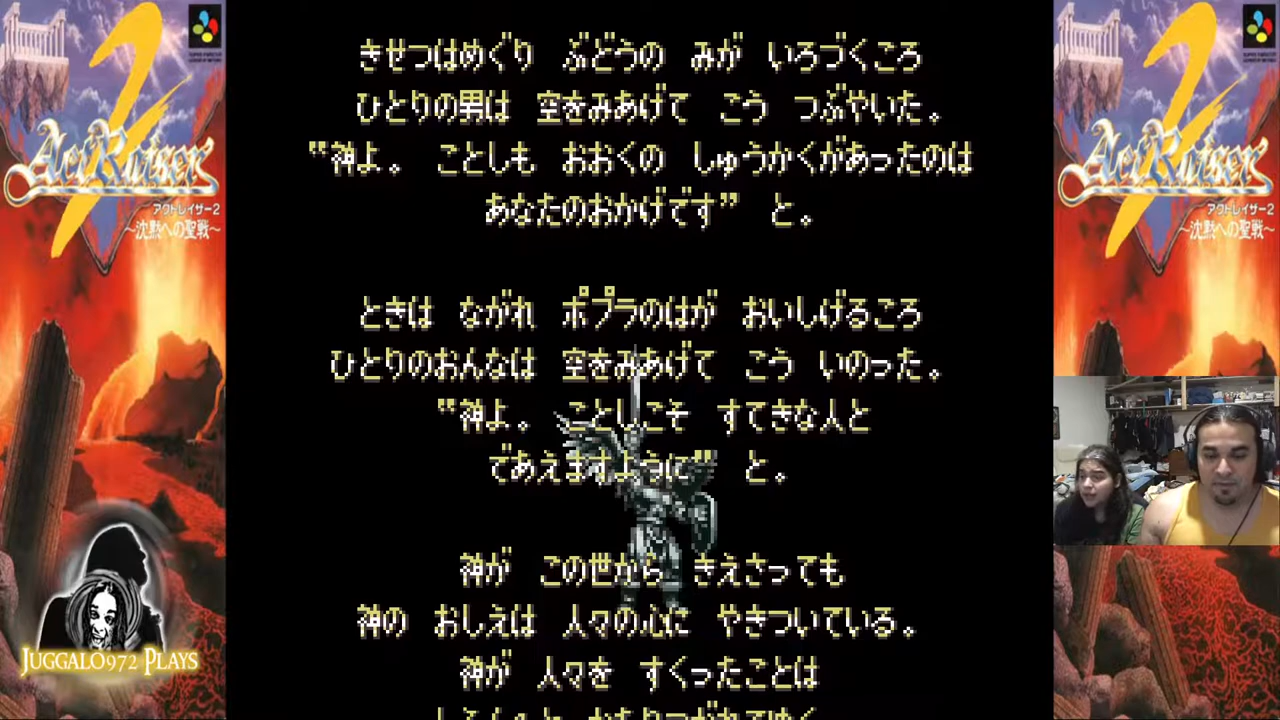 きせつはめぐり ぶどうの みが いろづくころ
ひとりの男は 空をみあげて こう つぶやいた。
"神よ。 ことしも おおくの しゅうかくがあったのは
あなたのおかげです" と。
ときは ながれ ポプラのはが おいしげるころ
ひとりのおんなは 空をみあげて こう いのった。
"神よ。 ことしこそ すてきな人と
であえますように" と。
神が この世から きえさっても
神の おしえは 人々の心に やきついている。
神が 人々を すくったことは
ActRaiser 2
アクトレイザー2
～沈黙への聖戦～
ActRaiser 2
アクトレイザー2
～沈黙への聖戦～
JUGGALO972 PLAYS